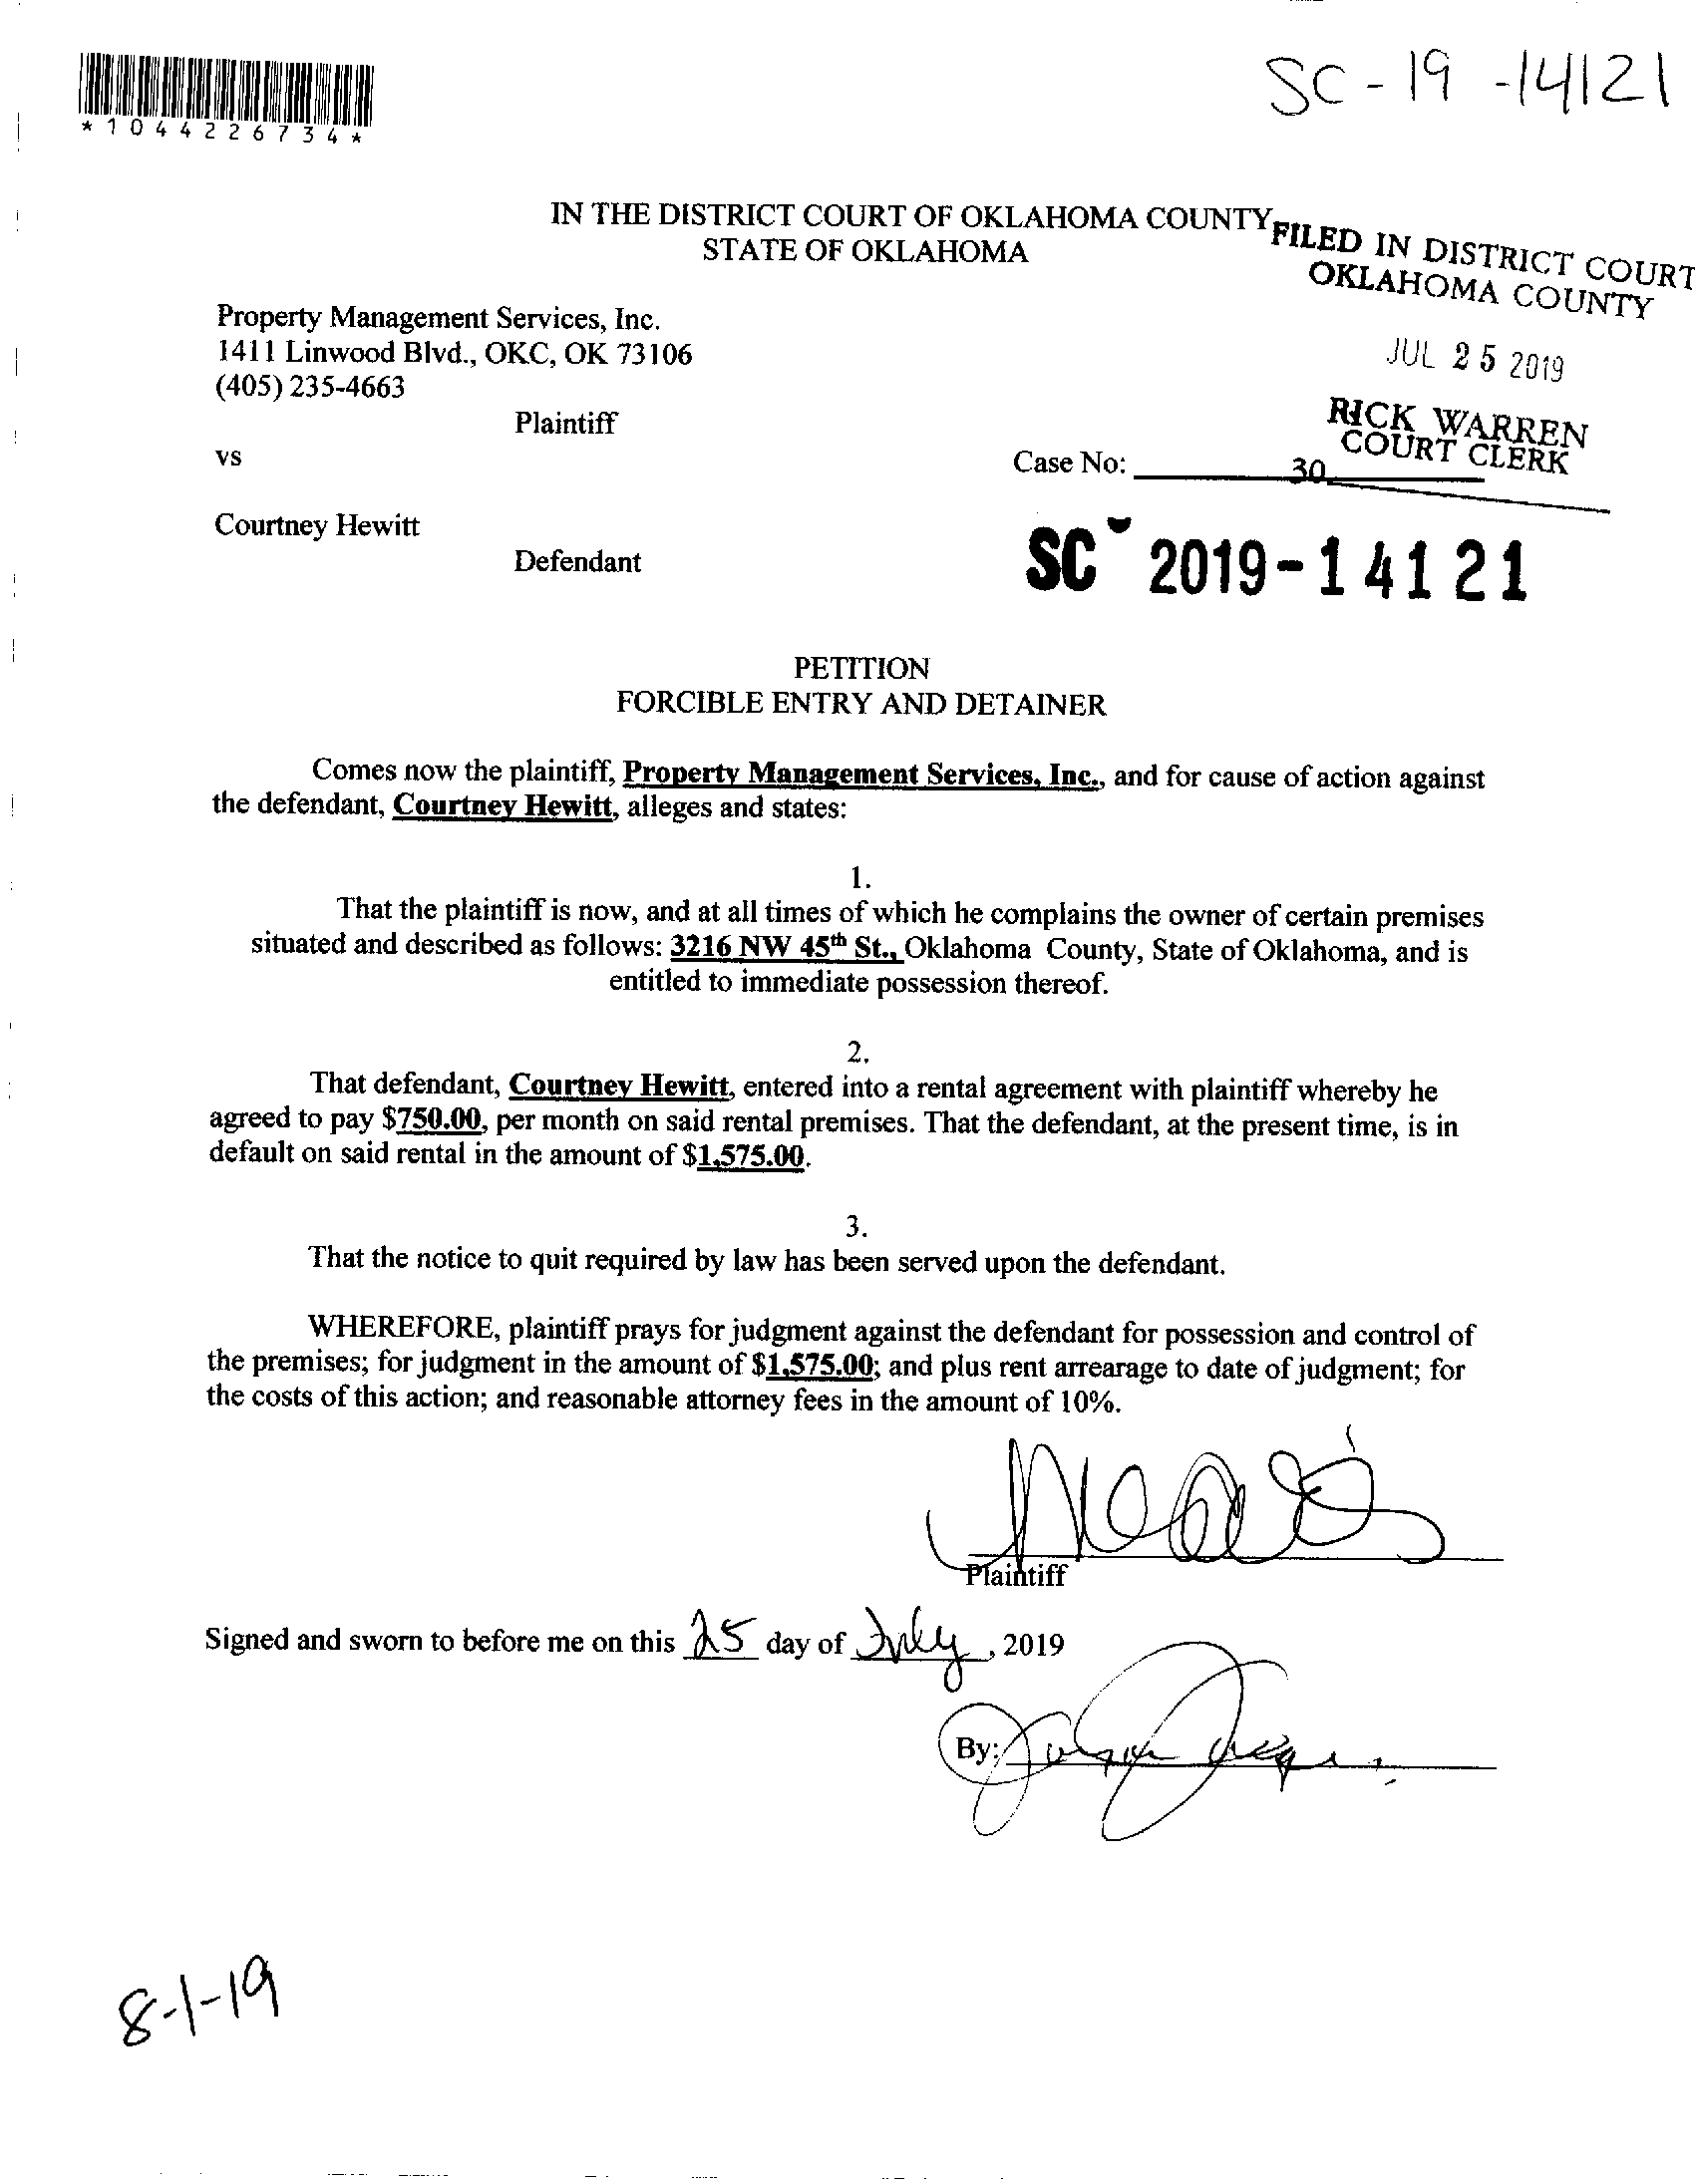 SC-19-14121
*1044226734*
IN THE DISTRICT COURT OF OKLAHOMA COUNTY
STATE OF OKLAHOMA
FILED IN DISTRICT COURT
OKLAHOMA COUNTY
JUL 25 2019
RICK WARREN
COURT CLERK
30
Property Management Services, Inc.
1411 Linwood Blvd., OKC, OK 73106
(405) 235-4663
Plaintiff
vs
Case No:
Courtney Hewitt
Defendant
SC 2019-14121
PETITION
FORCIBLE ENTRY AND DETAINER
Comes now the plaintiff, Property Management Services, Inc., and for cause of action against
the defendant, Courtney Hewitt, alleges and states:
1.
That the plaintiff is now, and at all times of which he complains the owner of certain premises
situated and described as follows: 3216 NW 45th St., Oklahoma County, State of Oklahoma, and is
entitled to immediate possession thereof.
2.
That defendant, Courtney Hewitt, entered into a rental agreement with plaintiff whereby he
agreed to pay $750.00, per month on said rental premises. That the defendant, at the present time, is in
default on said rental in the amount of $1,575.00.
3.
That the notice to quit required by law has been served upon the defendant.
WHEREFORE, plaintiff prays for judgment against the defendant for possession and control of
the premises; for judgment in the amount of $1,575.00; and plus rent arrearage to date of judgment; for
the costs of this action; and reasonable attorney fees in the amount of 10%.
Plaintiff
Signed and sworn to before me on this 25 day of July, 2019
By:
8-1-19